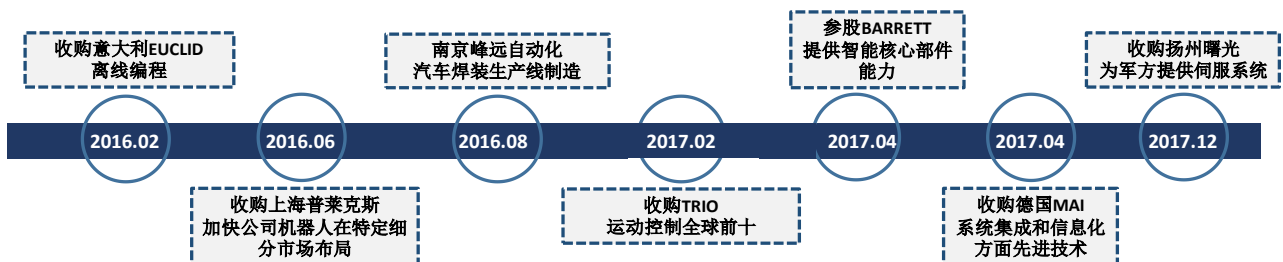 收购意大利EUCLID
离线编程
南京峰远自动化
汽车焊装生产线制造
参股BARRETT
提供智能核心部件
能力
收购扬州曙光
为军方提供伺服系统
2016.02
2016.06
2016.08
2017.02
2017.04
2017.04
2017.12
收购上海普莱克斯
加快公司机器人在特定细
分市场布局
收购TRIO
运动控制全球前十
收购德国MAI
系统集成和信息化
方面先进技术